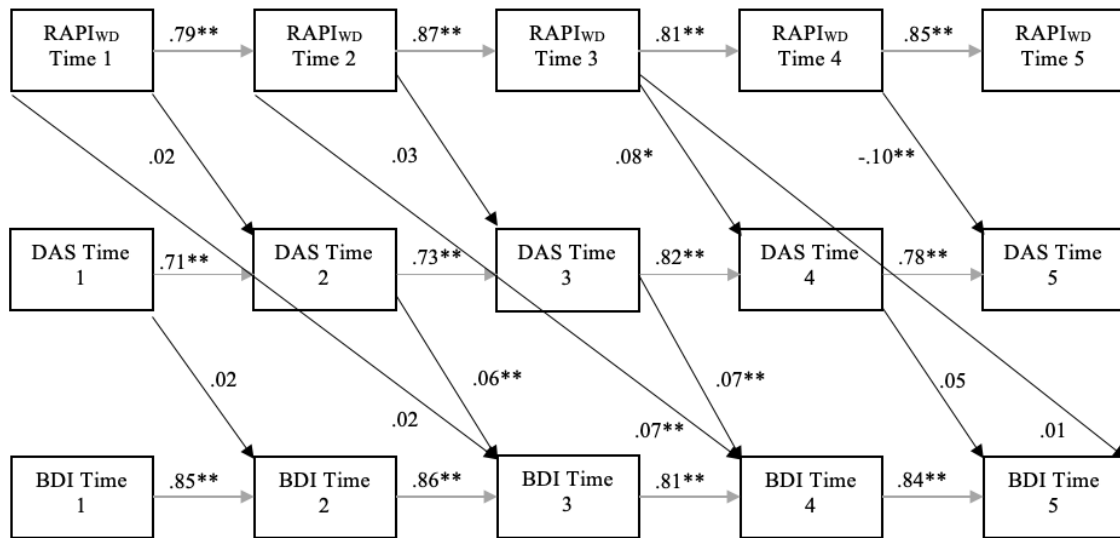 RAPIWD Time 1
.79**
RAPIWD Time 2
.87**
RAPIWD Time 3
.81**
RAPIWD Time 4
.85**
RAPIWD Time 5
.02
.03
.08*
-.10**
DAS Time 1
.71**
DAS Time 2
.73**
DAS Time 3
.82**
DAS Time 4
.78**
DAS Time 5
.02
.06**
.07**
.05
.02
.07**
.01
BDI Time 1
.85**
BDI Time 2
.86**
BDI Time 3
.81**
BDI Time 4
.84**
BDI Time 5